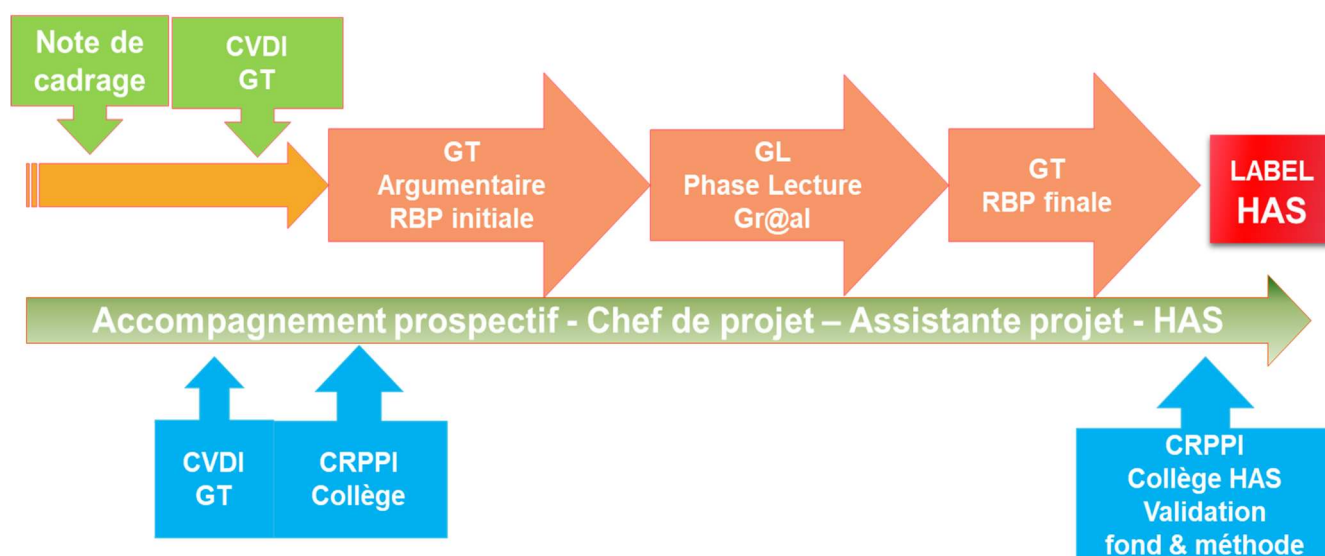 Note de
cadrage
CVDI
GT
GT
Argumentaire
RBP initiale
GL
Phase Lecture
Gr@al
GT
RBP finale
LABEL
HAS
Accompagnement prospectif - Chef de projet – Assistante projet - HAS
CVDI
GT
CRPPI
Collège
CRPPI
Collège HAS
Validation
fond & méthode